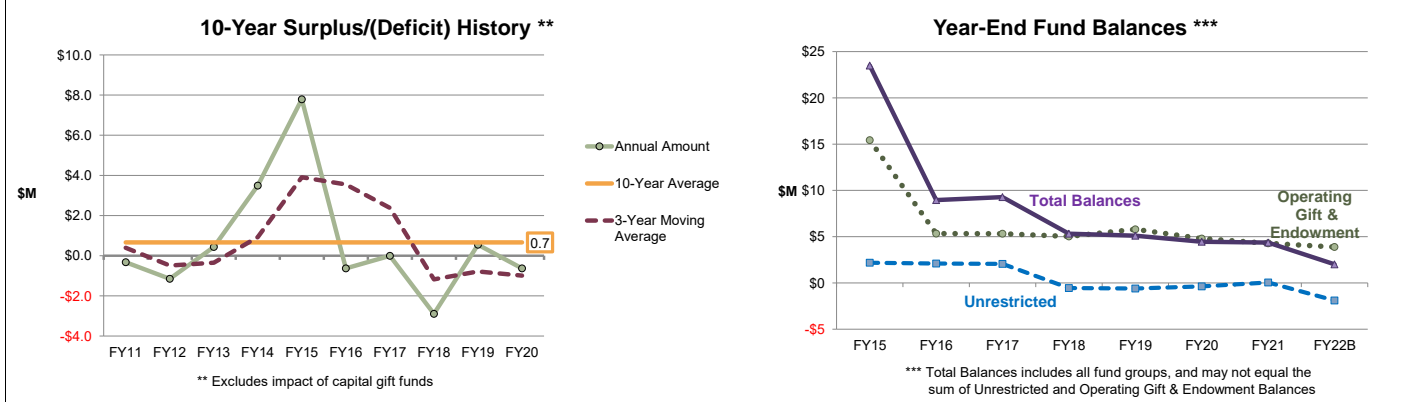 10-Year Surplus/(Deficit) History **
$10.0
$8.0
$6.0
$4.0
$2.0
$0.0
-$2.0
-$4.0
$M
0.7
FY11 FY12 FY13 FY14 FY15 FY16 FY17 FY18 FY19 FY20
** Excludes impact of capital gift funds
Annual Amount
10-Year Average
3-Year Moving
Average
Year-End Fund Balances ***
$25
$20
$15
$10
$5
$0
-$5
$M
Total Balances
Operating
Gift &
Endowment
Unrestricted
FY15 FY16 FY17 FY18 FY19 FY20 FY21 FY22B
*** Total Balances includes all fund groups, and may not equal the
sum of Unrestricted and Operating Gift & Endowment Balances